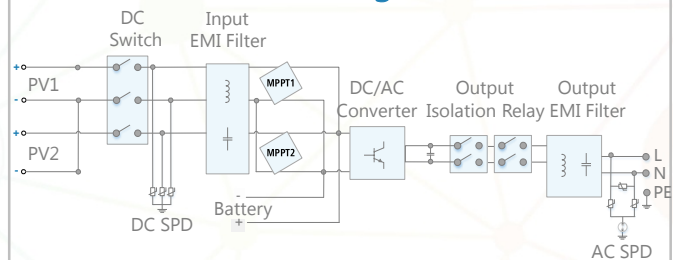 DC
Switch
Input
EMI Filter
+
PV1
-
+
PV2
-
MPPT1
MPPT2
DC/AC
Converter
Output
Isolation Relay
Output
EMI Filter
L
N
PE
-
Battery
+
DC SPD
AC SPD